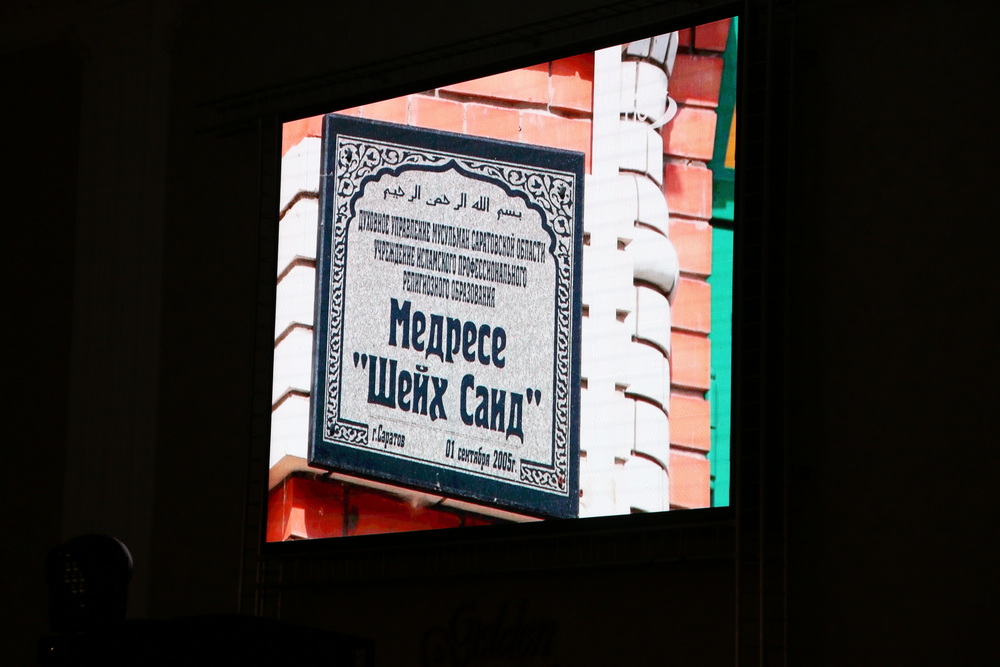 بسم الله الرحمن الرحيم
ДУХОВНОЕ УПРАВЛЕНИЕ МУСУЛЬМАН САРАТОВСКОЙ ОБЛАСТИ
УЧРЕЖДЕНИЕ ИСЛАМСКОГО ПРОФЕССИОНАЛЬНОГО
РЕЛИГИОЗНОГО ОБРАЗОВАНИЯ
Медресе
"Шейх Саид"
г.Саратов
01 сентября 2005г.
Golden